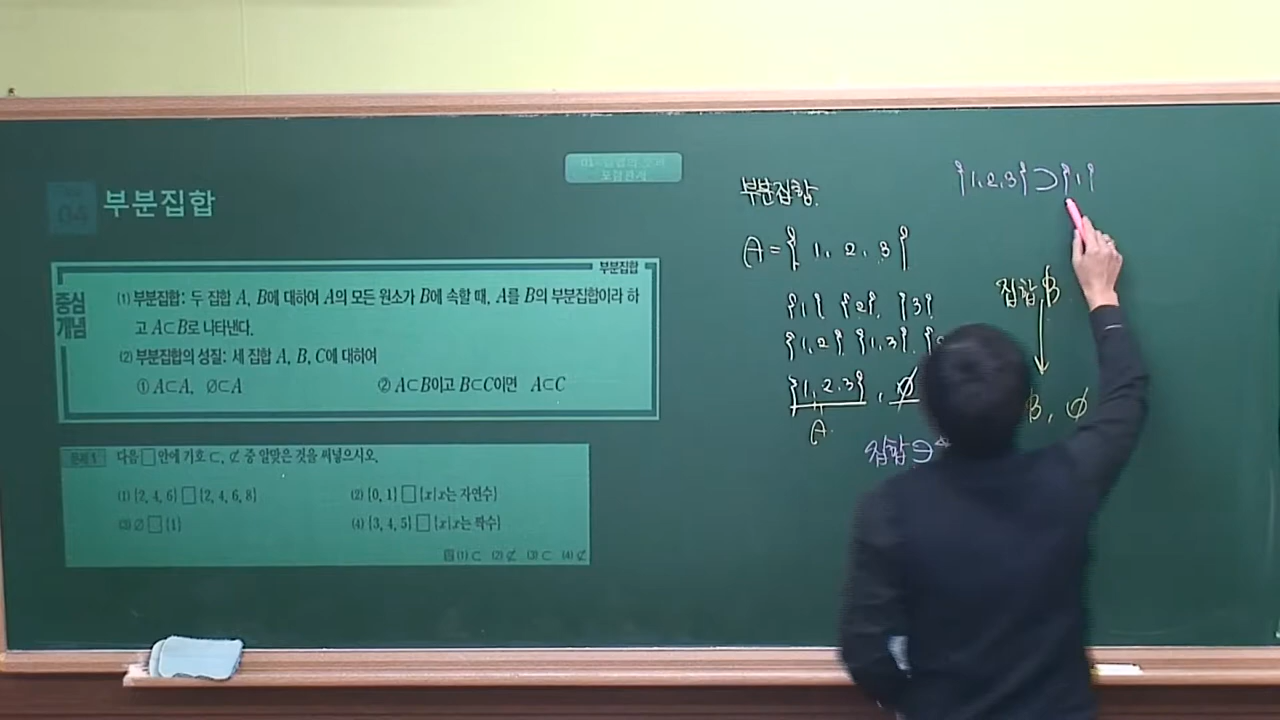 포함관계
04
부분집합
부분집합
중심
개념
(1) 부분집합: 두 집합 A, B에 대하여 A의 모든 원소가 B에 속할 때, A를 B의 부분집합이라 하
고 A⊂B로 나타낸다.
(2) 부분집합의 성질: 세 집합 A, B, C에 대하여
① A⊂A, ∅⊂A ② A⊂B이고 B⊂C이면 A⊂C
문제 1 다음 □ 안에 기호 ⊂, ⊄ 중 알맞은 것을 써넣으시오.
(1) {2, 4, 6} □ {2, 4, 6, 8} (2) {0, 1} □ {x|x는 자연수}
(3) ∅ □ {1} (4) {3, 4, 5} □ {x|x는 짝수}
답 (1) ⊂ (2) ⊄ (3) ⊂ (4) ⊄
부분집합.
A = { 1, 2, 3 }
{1} {2}, {3}
{1,2} {1,3}, {2
{1,2,3}, ∅
A.
집합 ∋
{1,2,3} ⊃ {1}
집합 B
B, ∅